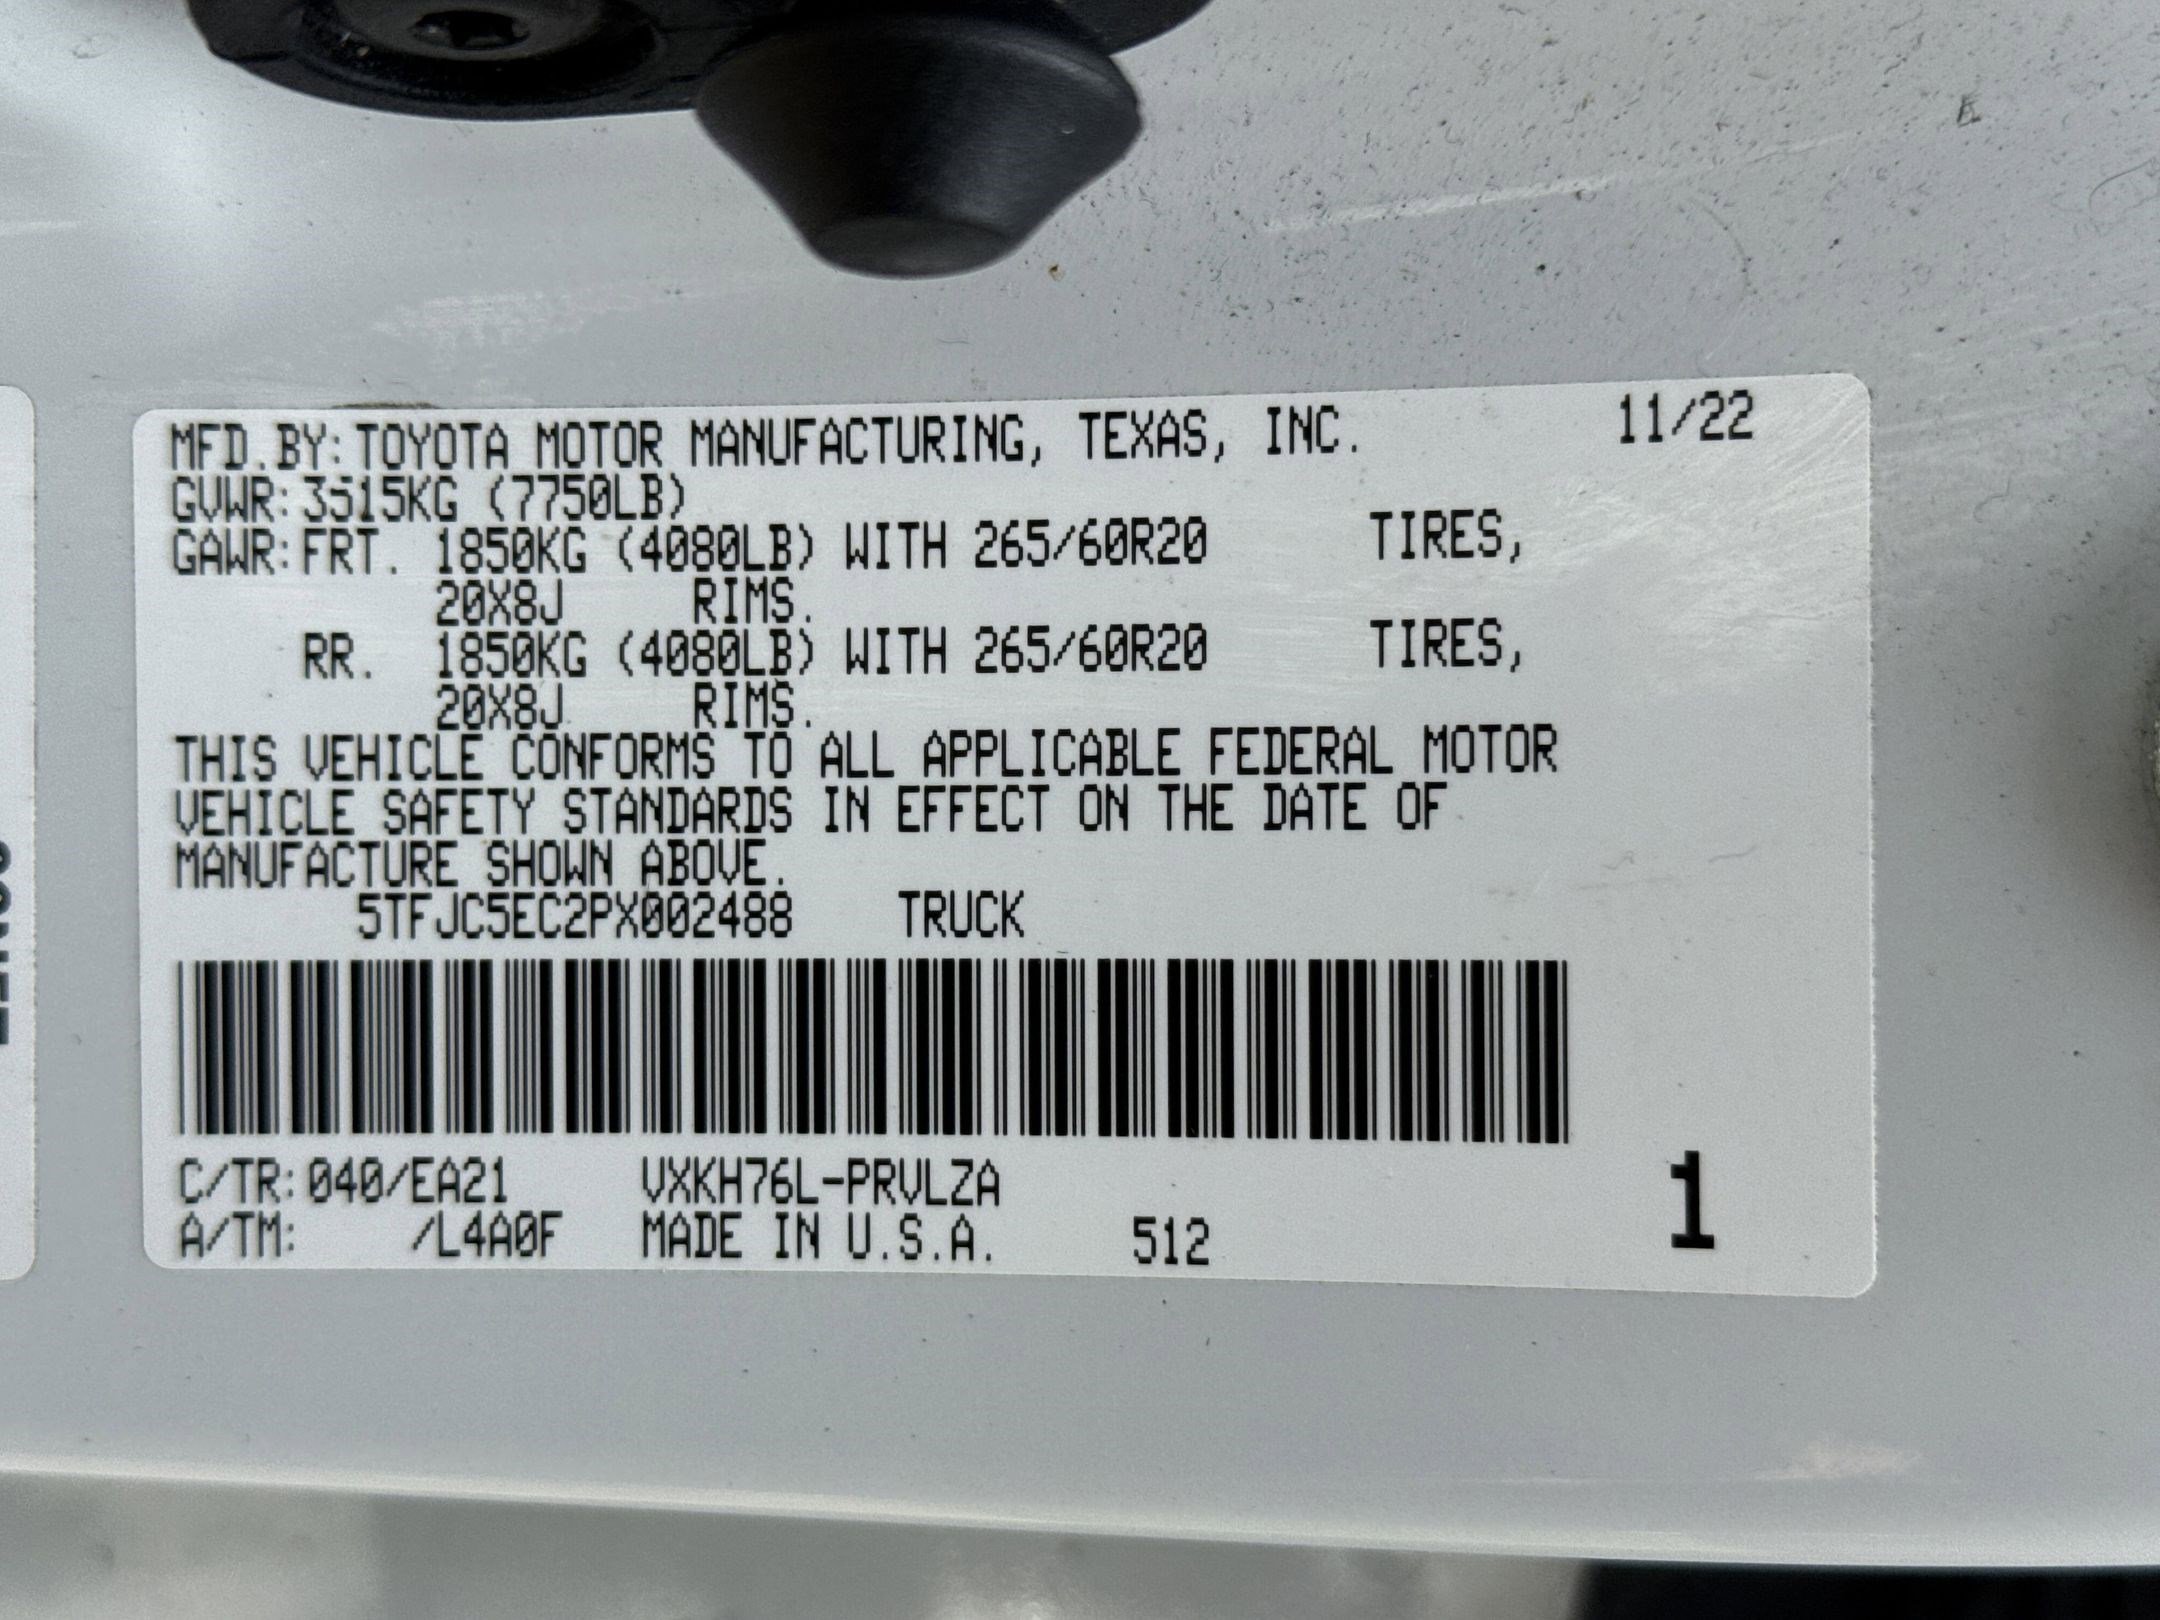 MFD.BY:TOYOTA MOTOR MANUFACTURING, TEXAS, INC. 11/22
GVWR:3515KG (7750LB)
GAWR:FRT. 1850KG (4080LB) WITH 265/60R20 TIRES,
20X8J RIMS.
RR. 1850KG (4080LB) WITH 265/60R20 TIRES,
20X8J RIMS.
THIS VEHICLE CONFORMS TO ALL APPLICABLE FEDERAL MOTOR
VEHICLE SAFETY STANDARDS IN EFFECT ON THE DATE OF
MANUFACTURE SHOWN ABOVE.
5TFJC5EC2PX002488 TRUCK
C/TR:040/EA21 VXKH76L-PRVLZA
A/TM: /L4A0F MADE IN U.S.A. 512 1